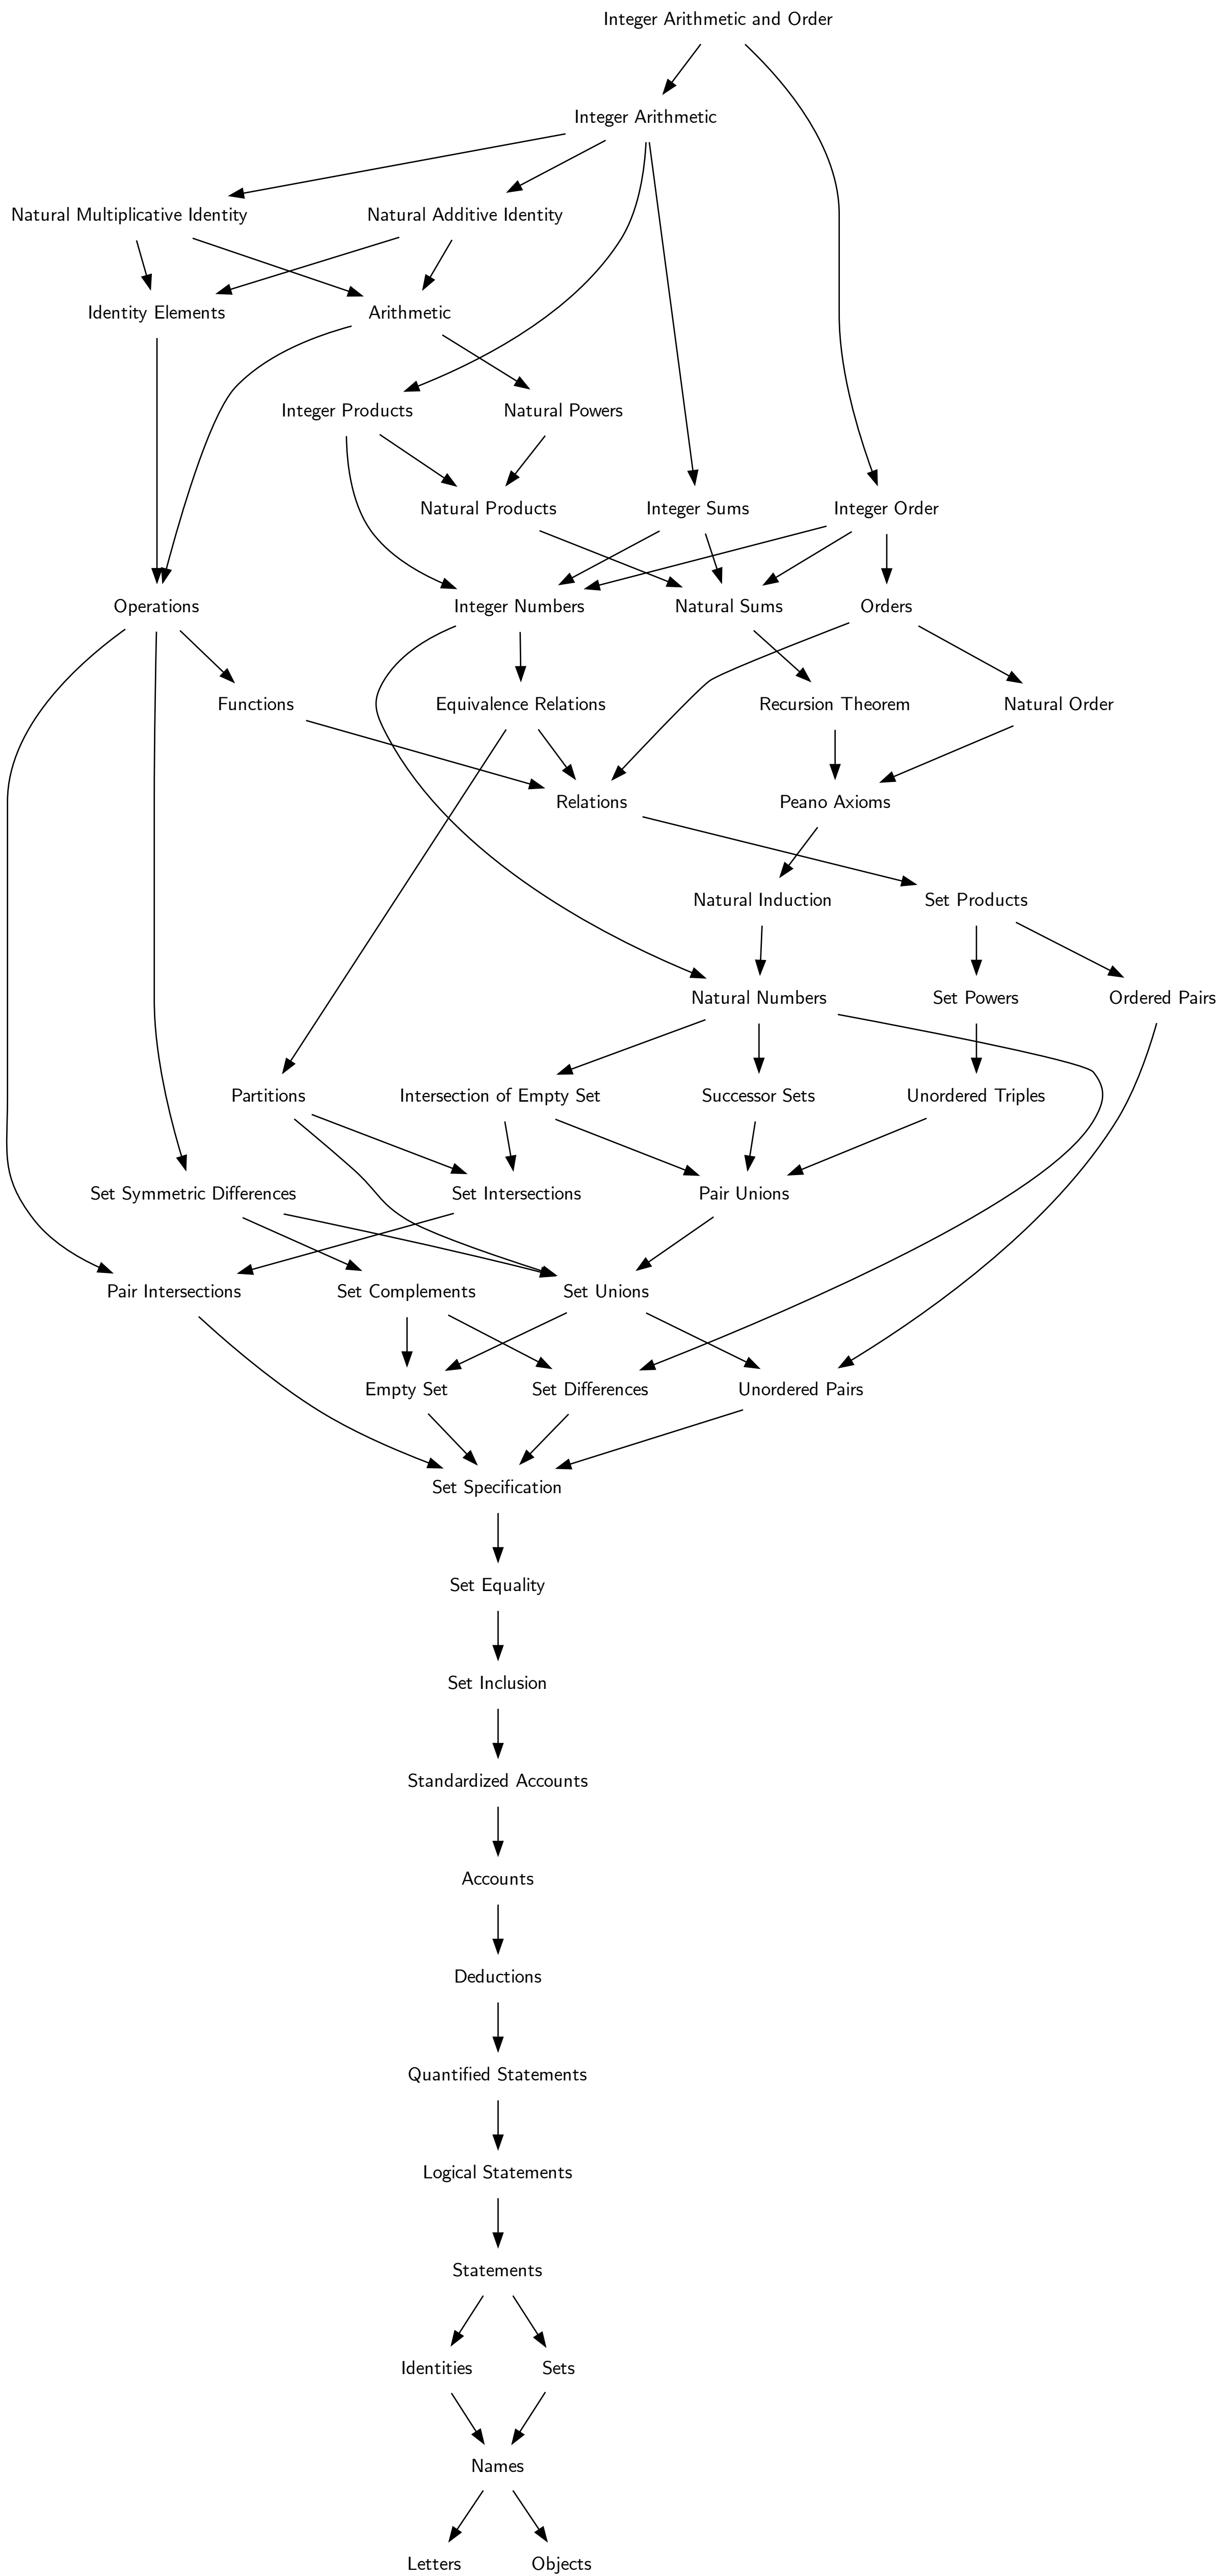 Integer Arithmetic and Order
Integer Arithmetic
Natural Multiplicative Identity
Natural Additive Identity
Identity Elements
Arithmetic
Integer Products
Natural Powers
Natural Products
Integer Sums
Integer Order
Operations
Integer Numbers
Natural Sums
Orders
Functions
Equivalence Relations
Recursion Theorem
Natural Order
Relations
Peano Axioms
Natural Induction
Set Products
Natural Numbers
Set Powers
Ordered Pairs
Partitions
Intersection of Empty Set
Successor Sets
Unordered Triples
Set Symmetric Differences
Set Intersections
Pair Unions
Pair Intersections
Set Complements
Set Unions
Empty Set
Set Differences
Unordered Pairs
Set Specification
Set Equality
Set Inclusion
Standardized Accounts
Accounts
Deductions
Quantified Statements
Logical Statements
Statements
Identities
Sets
Names
Letters
Objects